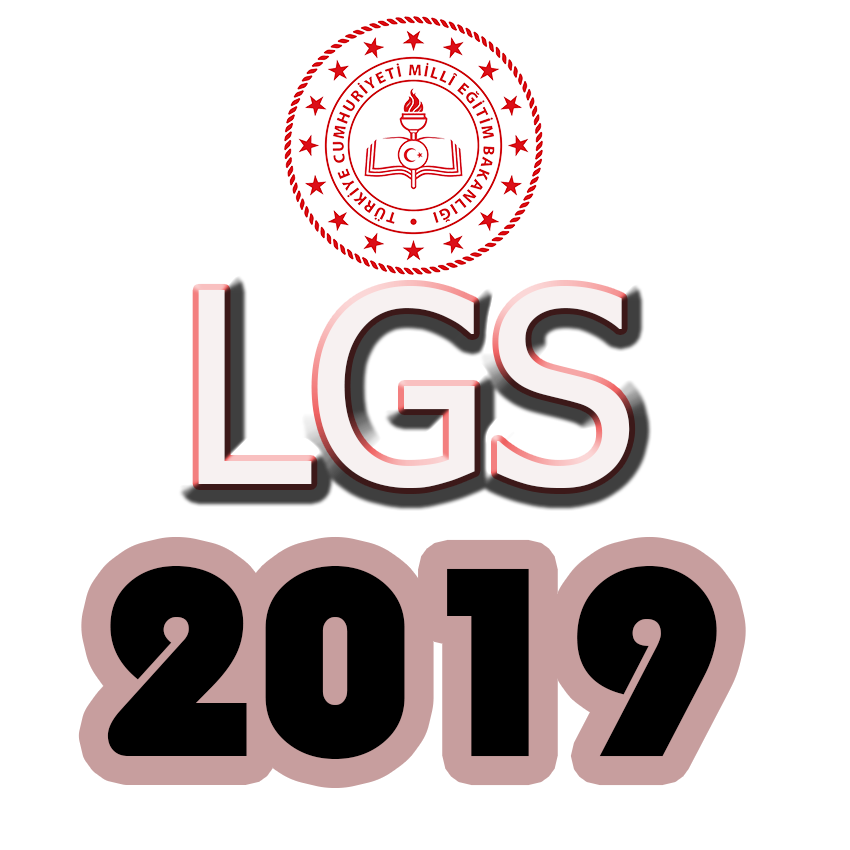 TÜRKİYE CUMHURİYETİ MİLLÎ EĞİTİM BAKANLIĞI
LGS
2019